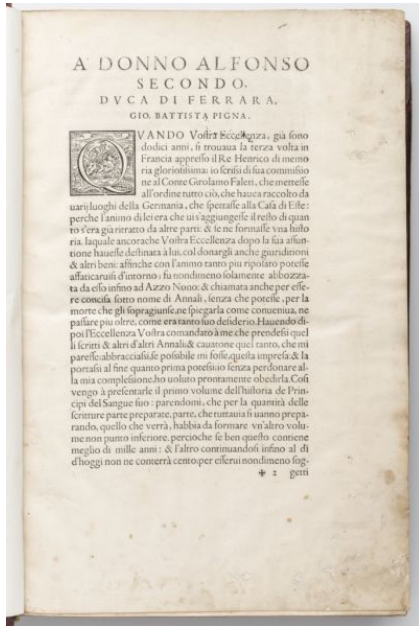 A' DONNO ALFONSO
SECONDO,
DVCA DI FERRARA,
GIO. BATTISTA PIGNA.
QVANDO Vostra Eccellenza, già sono
dodici anni, si trouaua la terza volta in
Francia appresso il Re Henrico di memo
ria gloriosissima: io scrissi di sua commissio
ne al Conte Girolamo Faleti, che mettesse
all'ordine tutto ciò, che hauea raccolto da
uarij luoghi della Germania, che spettasse alla Casa di Este:
perche l'animo di lei era che ui s'aggiungesse il resto di quan
to s'era già ritratto da altre parti: & se ne formasse vna histo
ria. laquale ancorache Vostra Eccellenza dopo la sua assun-
tione hauesse destinata à lui, col donargli anche giuriditioni
& altri beni: affinche con l'animo tanto piu riposato potesse
affaticaruisi d'intorno; fu nondimeno solamente abbozza-
ta da esso infino ad Azzo Nono: & chiamata anche per esse-
re concisa sotto nome di Annali, senza che potesse, per la
morte che gli sopragiunse, ne spiegarla come conueniua, ne
passare piu oltre, come era tanto suo desiderio. Hauendo di-
poi l'Eccellenza Vostra comandato à me che prendessi quel
li scritti & altri d'altri Annali; & cauatone quel tanto, che mi
paresse: abbracciassi, se possibile mi fosse, questa impresa: & la
portassi al fine quanto prima potessi: io senza perdonare al-
la mia complessione, ho uoluto prontamente obedirla. Cosi
vengo à presentarle il primo volume dell'historia de Prin-
cipi del Sangue suo: parendomi, che per la quantità delle
scritture parte preparate, parte, che tuttauia si uanno prepa-
rando, quello che verrà, habbia da formare vn'altro volu-
me non punto inferiore. percioche se ben questo contiene
meglio di mille anni: & l'altro continuandosi infino al dì
d'hoggi non ne conterrà cento: per esserui nondimeno sog-
✠ 2 getti